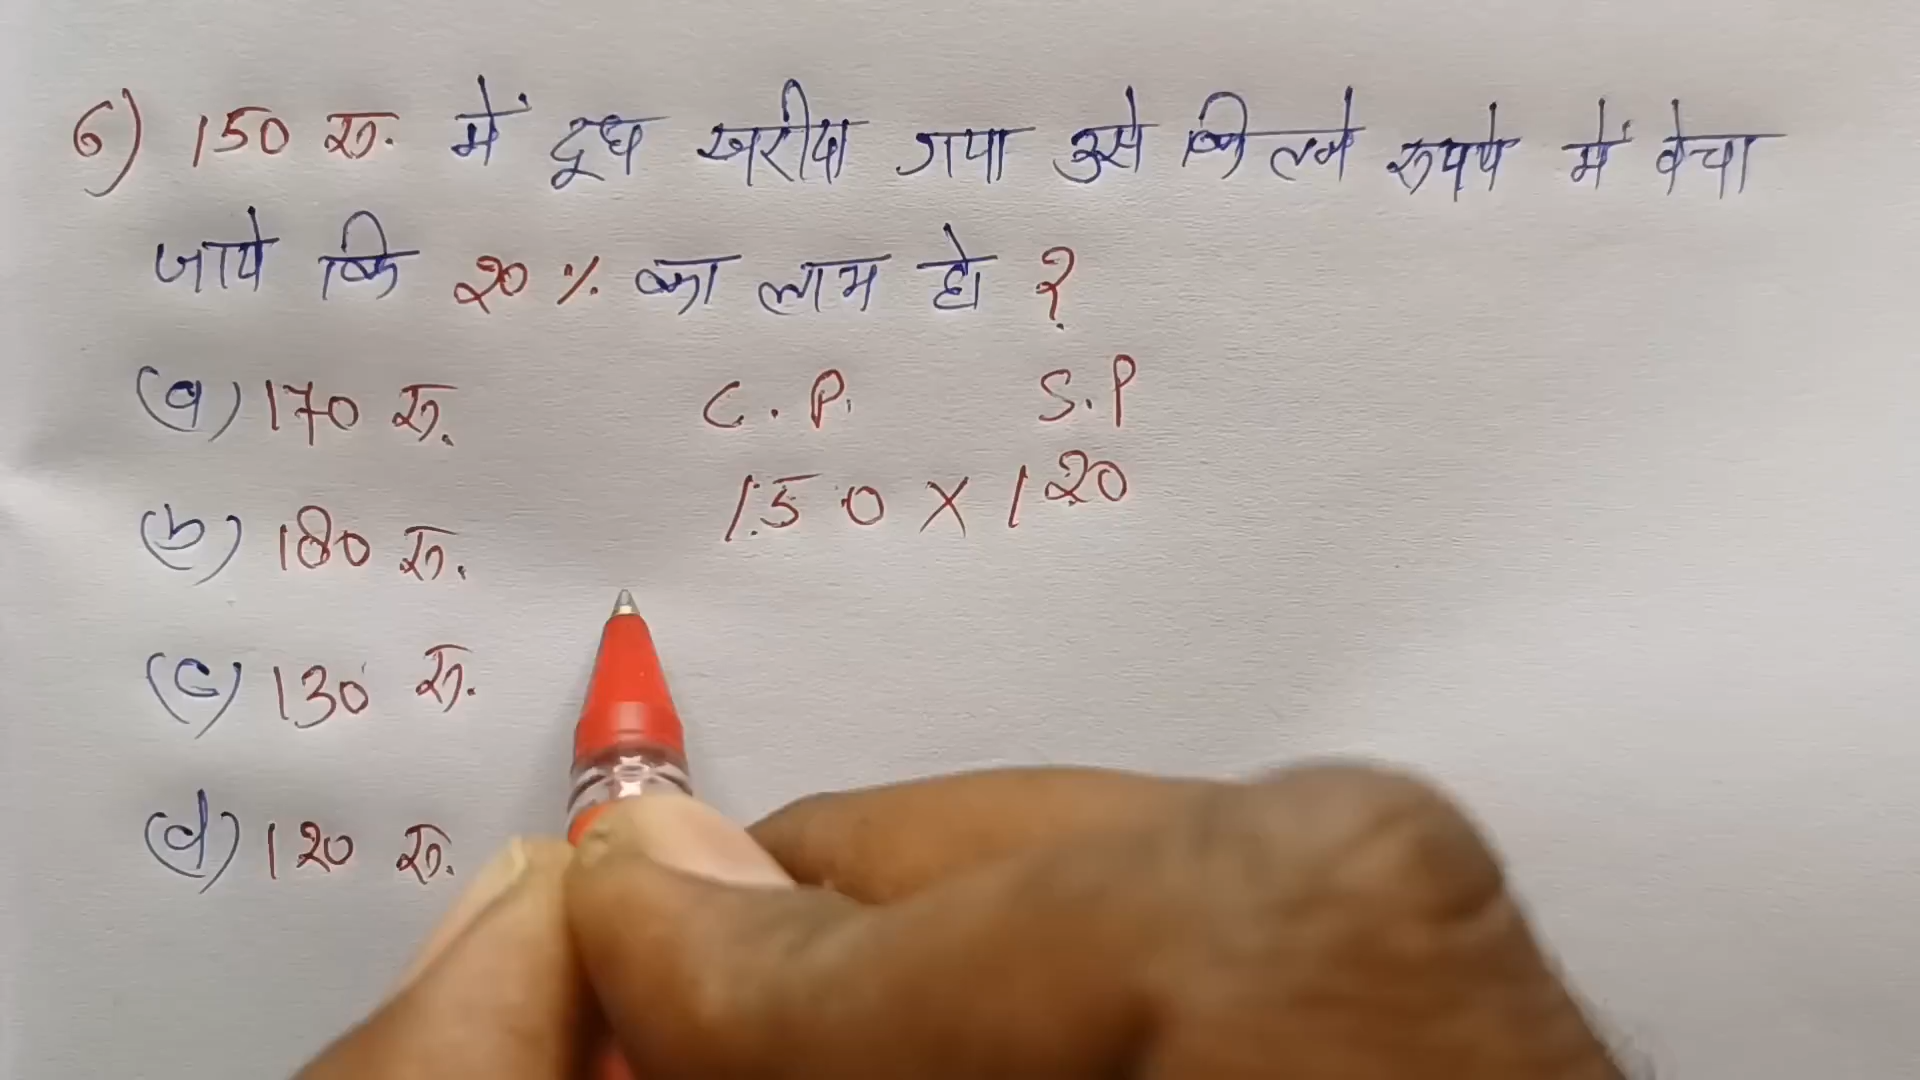 6) 150 रु. में दूध खरीदा गया उसे कितने रुपये में बेचा
जाये कि 20 % का लाभ हो ?
(a) 170 रु.
C.P. S.P
150 X 120
(b) 180 रु.
(c) 130 रु.
(d) 120 रु.